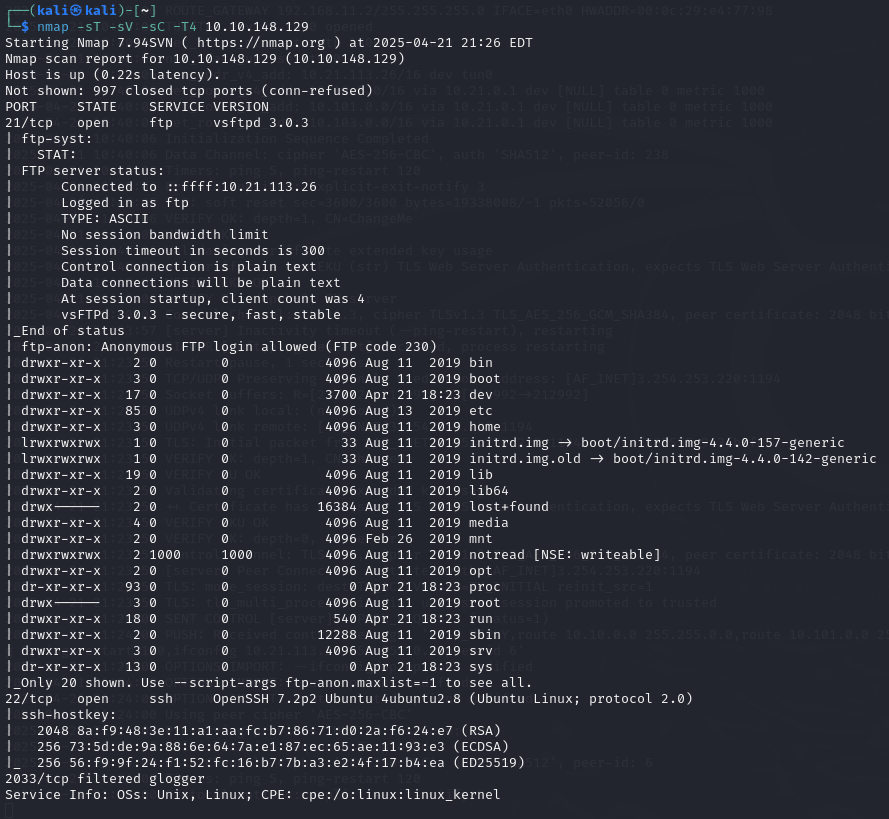 ┌──(kali㉿kali)-[~]
└─$ nmap -sT -sV -sC -T4 10.10.148.129
Starting Nmap 7.94SVN ( https://nmap.org ) at 2025-04-21 21:26 EDT
Nmap scan report for 10.10.148.129 (10.10.148.129)
Host is up (0.22s latency).
Not shown: 997 closed tcp ports (conn-refused)
PORT     STATE    SERVICE VERSION
21/tcp   open     ftp     vsftpd 3.0.3
| ftp-syst:
|   STAT:
| FTP server status:
|      Connected to ::ffff:10.21.113.26
|      Logged in as ftp
|      TYPE: ASCII
|      No session bandwidth limit
|      Session timeout in seconds is 300
|      Control connection is plain text
|      Data connections will be plain text
|      At session startup, client count was 4
|      vsFTPd 3.0.3 - secure, fast, stable
|_End of status
| ftp-anon: Anonymous FTP login allowed (FTP code 230)
| drwxr-xr-x    2 0        0            4096 Aug 11  2019 bin
| drwxr-xr-x    3 0        0            4096 Aug 11  2019 boot
| drwxr-xr-x   17 0        0            3700 Apr 21 18:23 dev
| drwxr-xr-x   85 0        0            4096 Aug 13  2019 etc
| drwxr-xr-x    3 0        0            4096 Aug 11  2019 home
| lrwxrwxrwx    1 0        0              33 Aug 11  2019 initrd.img -> boot/initrd.img-4.4.0-157-generic
| lrwxrwxrwx    1 0        0              33 Aug 11  2019 initrd.img.old -> boot/initrd.img-4.4.0-142-generic
| drwxr-xr-x   19 0        0            4096 Aug 11  2019 lib
| drwxr-xr-x    2 0        0            4096 Aug 11  2019 lib64
| drwx------    2 0        0           16384 Aug 11  2019 lost+found
| drwxr-xr-x    4 0        0            4096 Aug 11  2019 media
| drwxr-xr-x    2 0        0            4096 Feb 26  2019 mnt
| drwxrwxrwx    2 1000     1000         4096 Aug 11  2019 notread [NSE: writeable]
| drwxr-xr-x    2 0        0            4096 Aug 11  2019 opt
| dr-xr-xr-x   93 0        0               0 Apr 21 18:23 proc
| drwx------    3 0        0            4096 Aug 11  2019 root
| drwxr-xr-x   18 0        0             540 Apr 21 18:23 run
| drwxr-xr-x    2 0        0           12288 Aug 11  2019 sbin
| drwxr-xr-x    3 0        0            4096 Aug 11  2019 srv
| dr-xr-xr-x   13 0        0               0 Apr 21 18:23 sys
|_Only 20 shown. Use --script-args ftp-anon.maxlist=-1 to see all.
22/tcp   open     ssh     OpenSSH 7.2p2 Ubuntu 4ubuntu2.8 (Ubuntu Linux; protocol 2.0)
| ssh-hostkey:
|   2048 8a:f9:48:3e:11:a1:aa:fc:b7:86:71:d0:2a:f6:24:e7 (RSA)
|   256 73:5d:de:9a:88:6e:64:7a:e1:87:ec:65:ae:11:93:e3 (ECDSA)
|_  256 56:f9:9f:24:f1:52:fc:16:b7:7b:a3:e2:4f:17:b4:ea (ED25519)
2033/tcp filtered glogger
Service Info: OSs: Unix, Linux; CPE: cpe:/o:linux:linux_kernel